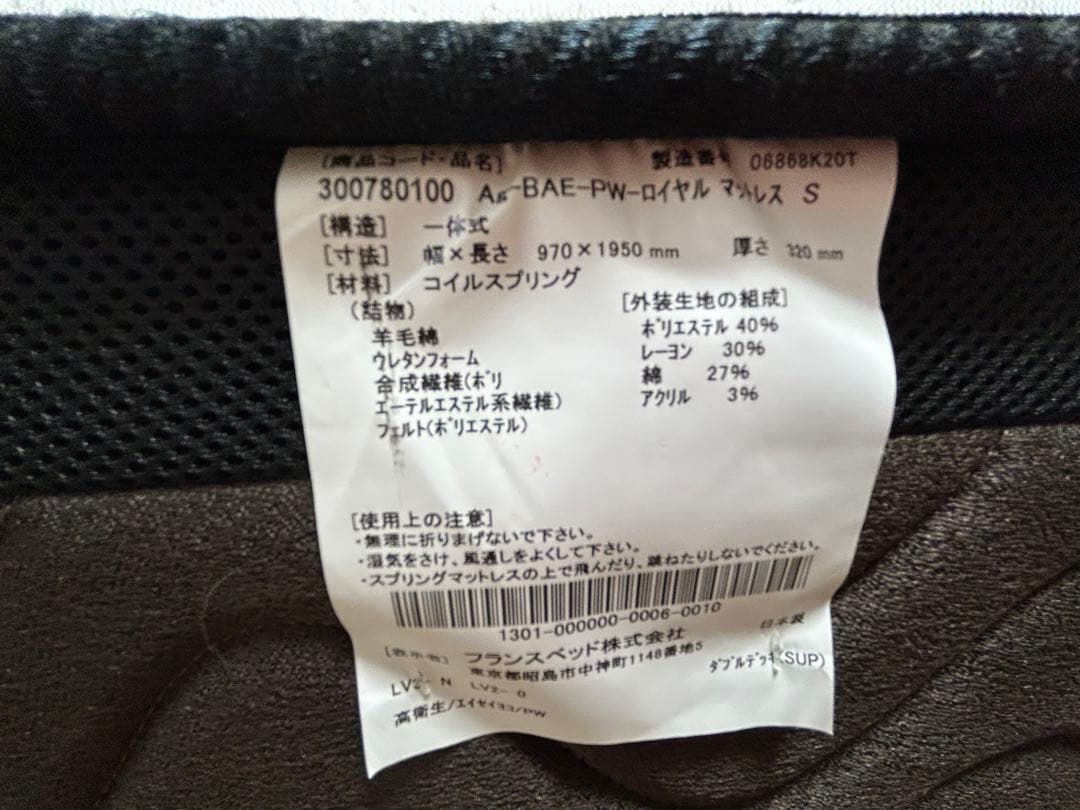 [商品コード・品名] 製造番号 06868K20T
300780100 Ag-BAE-PW-ロイヤル マットレス S
[構造] 一体式
[寸法] 幅×長さ 970×1950mm 厚さ 320mm
[材料] コイルスプリング
(詰物) [外装生地の組成]
羊毛綿 ポリエステル 40%
ウレタンフォーム レーヨン 30%
合成繊維(ポリ 綿 27%
エーテルエステル系繊維) アクリル 3%
フェルト(ポリエステル)
[使用上の注意]
・無理に折りまげないで下さい。
・湿気をさけ、風通しをよくして下さい。
・スプリングマットレスの上で飛んだり、跳ねたりしないでください。
1301-000000-0006-0010
[表示者] フランスベッド株式会社 日本製
東京都昭島市中神町1148番地5
LV2- N LV2- 0 ダブルデッキ(SUP)
高衛生/エイセイ33/PW